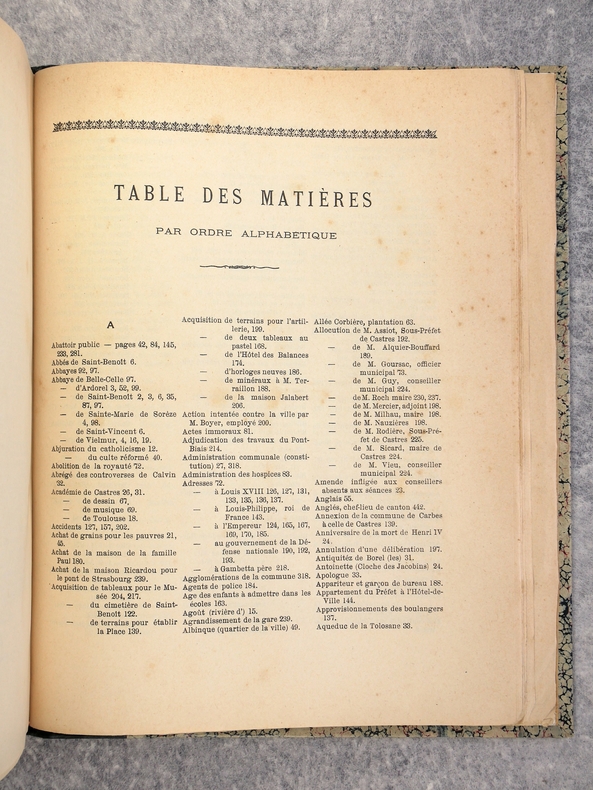 TABLE DES MATIÈRES
PAR ORDRE ALPHABETIQUE
A
Abattoir public — pages 42, 84, 145,
233, 281.
Abbés de Saint-Benoît 6.
Abbayes 92, 97.
Abbaye de Belle-Celle 97.
— d'Ardorel 3, 52, 99.
— de Saint-Benoît 2, 3, 6, 35,
87, 97.
— de Sainte-Marie de Sorèze
4, 98.
— de Saint-Vincent 6.
— de Vielmur, 4, 16, 19.
Abjuration du catholicisme 12.
— du culte réformé 40.
Abolition de la royauté 72.
Abrégé des controverses de Calvin
32.
Académie de Castres 26, 31.
— de dessin 67.
— de musique 69.
— de Toulouse 18.
Accidents 127, 157, 202.
Achat de grains pour les pauvres 21,
45.
Achat de la maison de la famille
Paul 180.
Achat de la maison Ricardou pour
le pont de Strasbourg 239.
Acquisition de tableaux pour le Mu-
sée 204, 217.
— du cimetière de Saint-
Benoît 122.
— de terrains pour établir
la Place 139.
Acquisition de terrains pour l'artil-
lerie, 199.
— de deux tableaux au
pastel 168.
— de l'Hôtel des Balances
174.
— d'horloges neuves 186.
— de minéraux à M. Ter-
raillon 188.
— de la maison Jalabert
206.
Action intentée contre la ville par
M. Boyer, employé 200.
Actes immoraux 81.
Adjudication des travaux du Pont-
Biais 214.
Administration communale (consti-
tution) 27, 318.
Administration des hospices 83.
Adresses 72.
— à Louis XVIII 126, 127, 131,
133, 135, 136, 137.
— à Louis-Philippe, roi de
France 143.
— à l'Empereur 124, 165, 167,
169, 170, 185.
— au gouvernement de la Dé-
fense nationale 190, 192,
193.
— à Gambetta père 218.
Agglomérations de la commune 318.
Agents de police 184.
Age des enfants à admettre dans les
écoles 163.
Agoût (rivière d') 15.
Agrandissement de la gare 239.
Albinque (quartier de la ville) 49.
Allée Corbière, plantation 63.
Allocution de M. Assiot, Sous-Préfet
de Castres 192.
— de M. Alquier-Bouffard
189.
— de M. Goursac, officier
municipal 73.
— de M. Guy, conseiller
municipal 224.
— de M. Roch maire 230, 237.
— de M. Mercier, adjoint 198.
— de M. Milhau, maire 198.
— de M. Nauzières 198.
— de M. Rodière, Sous-Pré-
fet de Castres 225.
— de M. Sicard, maire de
Castres 224.
— de M. Vieu, conseiller
municipal 224.
Amende infligée aux conseillers
absents aux séances 23.
Anglais 55.
Anglés, chef-lieu de canton 442.
Annexion de la commune de Carbes
à celle de Castres 139.
Anniversaire de la mort de Henri IV
24.
Annulation d'une délibération 197.
Antiquités de Borel (les) 31.
Antoinette (Cloche des Jacobins) 24.
Apologue 33.
Appariteur et garçon de bureau 188.
Appartement du Préfet à l'Hôtel-de-
Ville 144.
Approvisionnements des boulangers
137.
Aqueduc de la Tolosane 33.